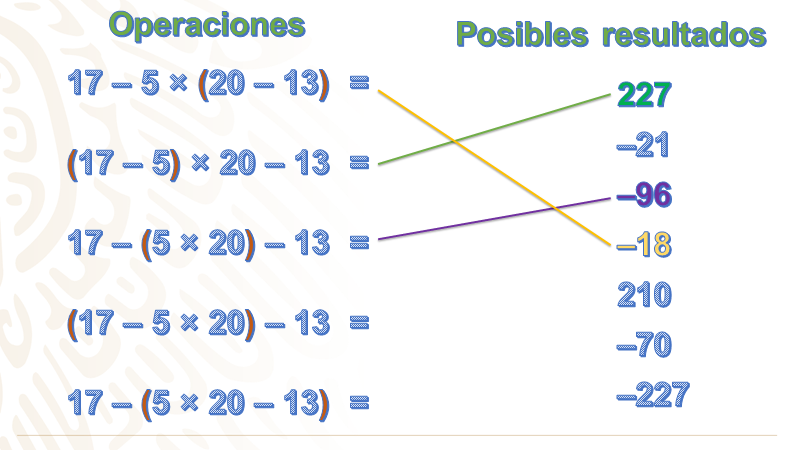 Operaciones
Posibles resultados
17 – 5 × (20 – 13) =
(17 – 5) × 20 – 13 =
17 – (5 × 20) – 13 =
(17 – 5 × 20) – 13 =
17 – (5 × 20 – 13) =
227
–21
–96
–18
210
–70
–227